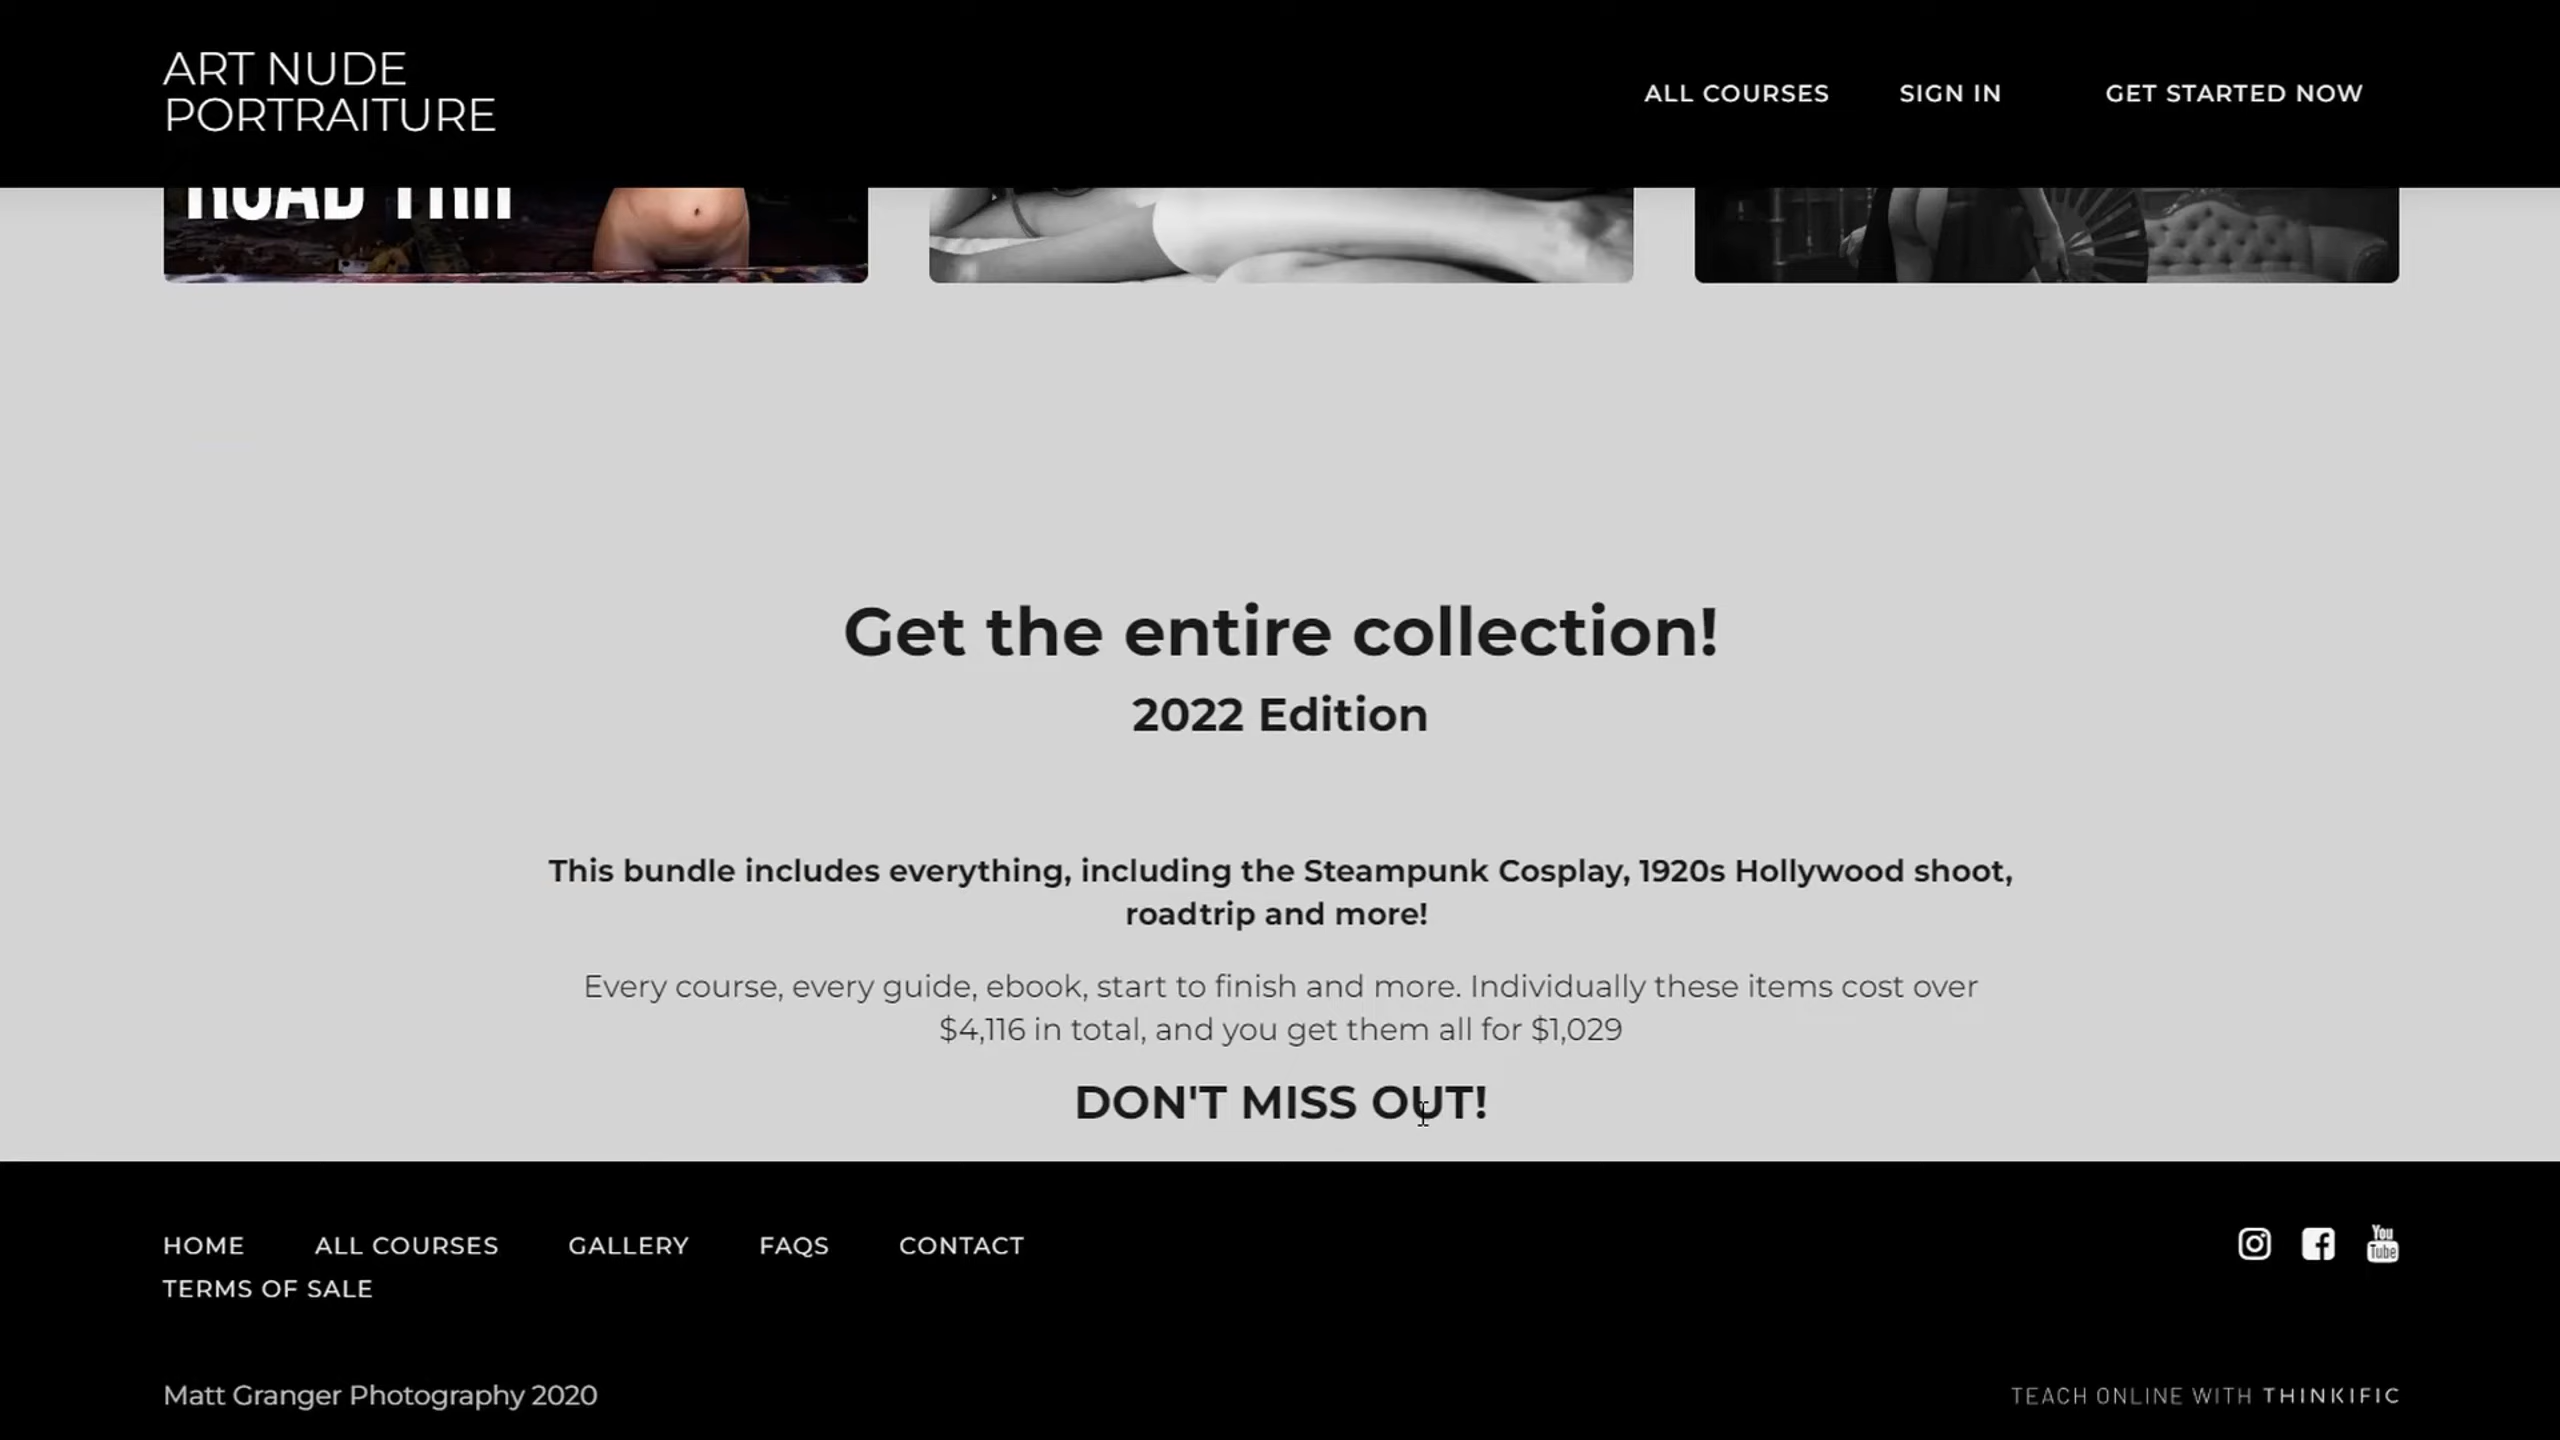 ART NUDE
PORTRAITURE
ALL COURSES
SIGN IN
GET STARTED NOW
ROAD TRIP
Get the entire collection!
2022 Edition
This bundle includes everything, including the Steampunk Cosplay, 1920s Hollywood shoot,
roadtrip and more!
Every course, every guide, ebook, start to finish and more. Individually these items cost over
$4,116 in total, and you get them all for $1,029
DON'T MISS OUT!
HOME
ALL COURSES
GALLERY
FAQS
CONTACT
TERMS OF SALE
You
Tube
Matt Granger Photography 2020
TEACH ONLINE WITH THINKIFIC